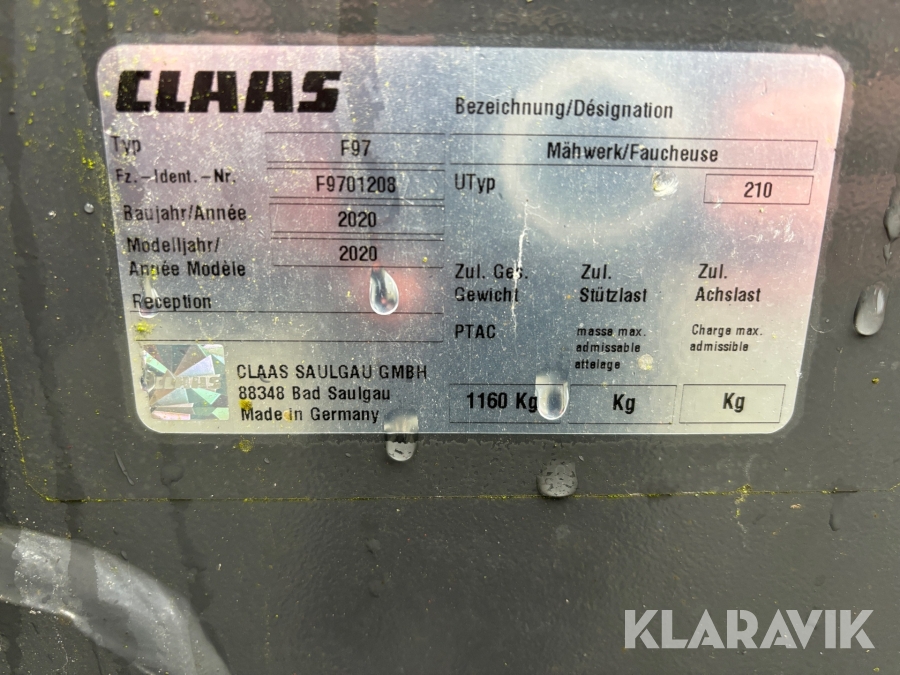 CLAAS
Bezeichnung/Désignation
Typ F97
Mähwerk/Faucheuse
Fz.-Ident.-Nr. F9701208
UTyp 210
Baujahr/Année 2020
Modelljahr/
Année Modèle 2020
Reception
Zul. Ges.
Gewicht
PTAC
1160 Kg
Zul.
Stützlast
masse max.
admissable
attelage
Kg
Zul.
Achslast
Charge max.
admissible
Kg
CLAAS
CLAAS SAULGAU GMBH
88348 Bad Saulgau
Made in Germany
KLARAVIK